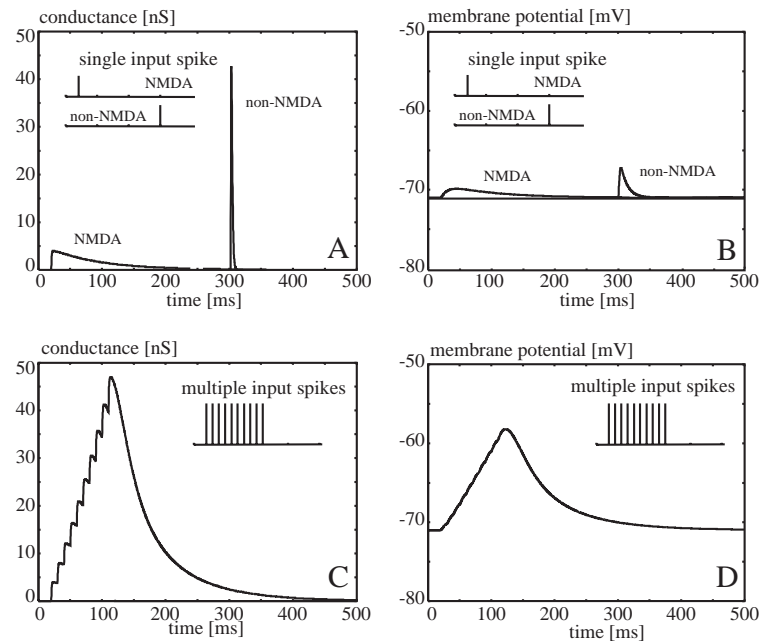 conductance [nS]
50
40
30
20
10
0
single input spike
NMDA
non-NMDA
non-NMDA
NMDA
A
0 100 200 300 400 500
time [ms]
membrane potential [mV]
-50
-60
-70
-80
single input spike
NMDA
non-NMDA
NMDA
non-NMDA
B
0 100 200 300 400 500
time [ms]
conductance [nS]
50
40
30
20
10
0
multiple input spikes
C
0 100 200 300 400 500
time [ms]
membrane potential [mV]
-50
-60
-70
-80
multiple input spikes
D
0 100 200 300 400 500
time [ms]